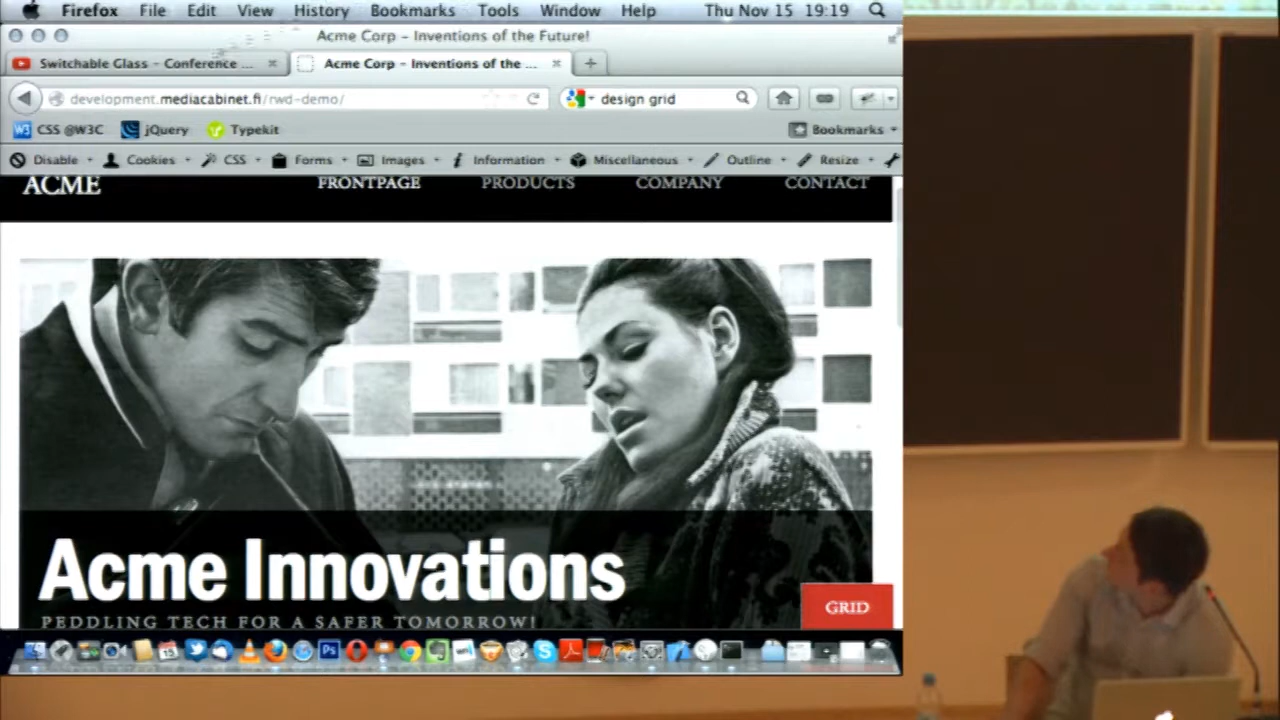 Firefox File Edit View History Bookmarks Tools Window Help Thu Nov 15 19:19
Acme Corp – Inventions of the Future!
Switchable Glass – Conference ... Acme Corp – Inventions of the ...
development.mediacabinet.fi/rwd-demo/ design grid
CSS @W3C jQuery Typekit Bookmarks
Disable Cookies CSS Forms Images Information Miscellaneous Outline Resize
ACME FRONTPAGE PRODUCTS COMPANY CONTACT
Acme Innovations
GRID
PEDDLING TECH FOR A SAFER TOMORROW!